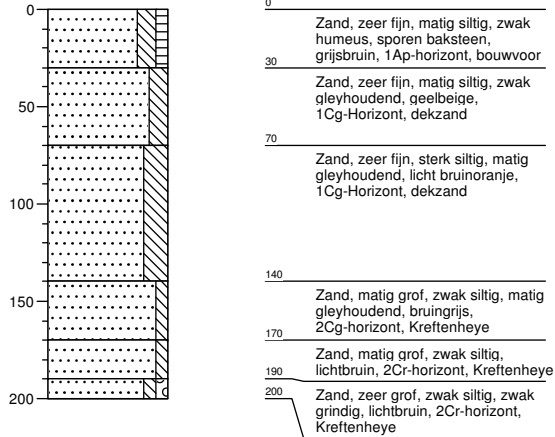 0
50
100
150
200
0
Zand, zeer fijn, matig siltig, zwak
humeus, sporen baksteen,
grijsbruin, 1Ap-horizont, bouwvoor
30
Zand, zeer fijn, matig siltig, zwak
gleyhoudend, geelbeige,
1Cg-Horizont, dekzand
70
Zand, zeer fijn, sterk siltig, matig
gleyhoudend, licht bruinoranje,
1Cg-Horizont, dekzand
140
Zand, matig grof, zwak siltig, matig
gleyhoudend, bruingrijs,
2Cg-horizont, Kreftenheye
170
Zand, matig grof, zwak siltig,
lichtbruin, 2Cr-horizont, Kreftenheye
190
200
Zand, zeer grof, zwak siltig, zwak
grindig, lichtbruin, 2Cr-horizont,
Kreftenheye